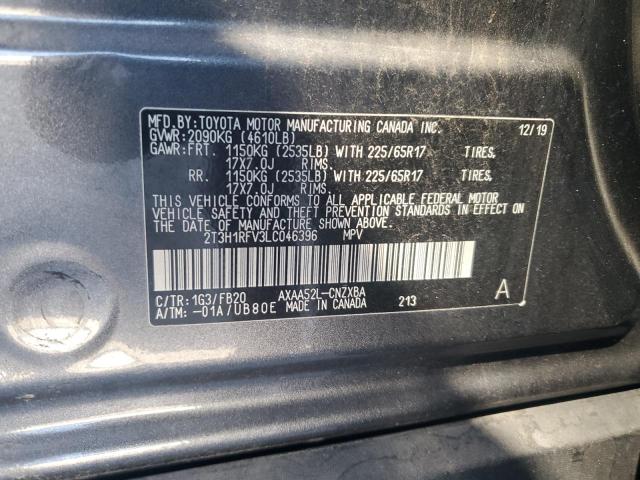 MFD.BY:TOYOTA MOTOR MANUFACTURING CANADA INC. 12/19
GVWR:2090KG (4610LB)
GAWR:FRT. 1150KG (2535LB) WITH 225/65R17 TIRES,
17X7.0J RIMS.
RR. 1150KG (2535LB) WITH 225/65R17 TIRES,
17X7.0J RIMS.
THIS VEHICLE CONFORMS TO ALL APPLICABLE FEDERAL MOTOR
VEHICLE SAFETY AND THEFT PREVENTION STANDARDS IN EFFECT ON
THE DATE OF MANUFACTURE SHOWN ABOVE.
2T3H1RFV3LC046396 MPV
C/TR:1G3/FB20 AXAA52L-CNZXBA A
A/TM:-01A/UB80E MADE IN CANADA 213